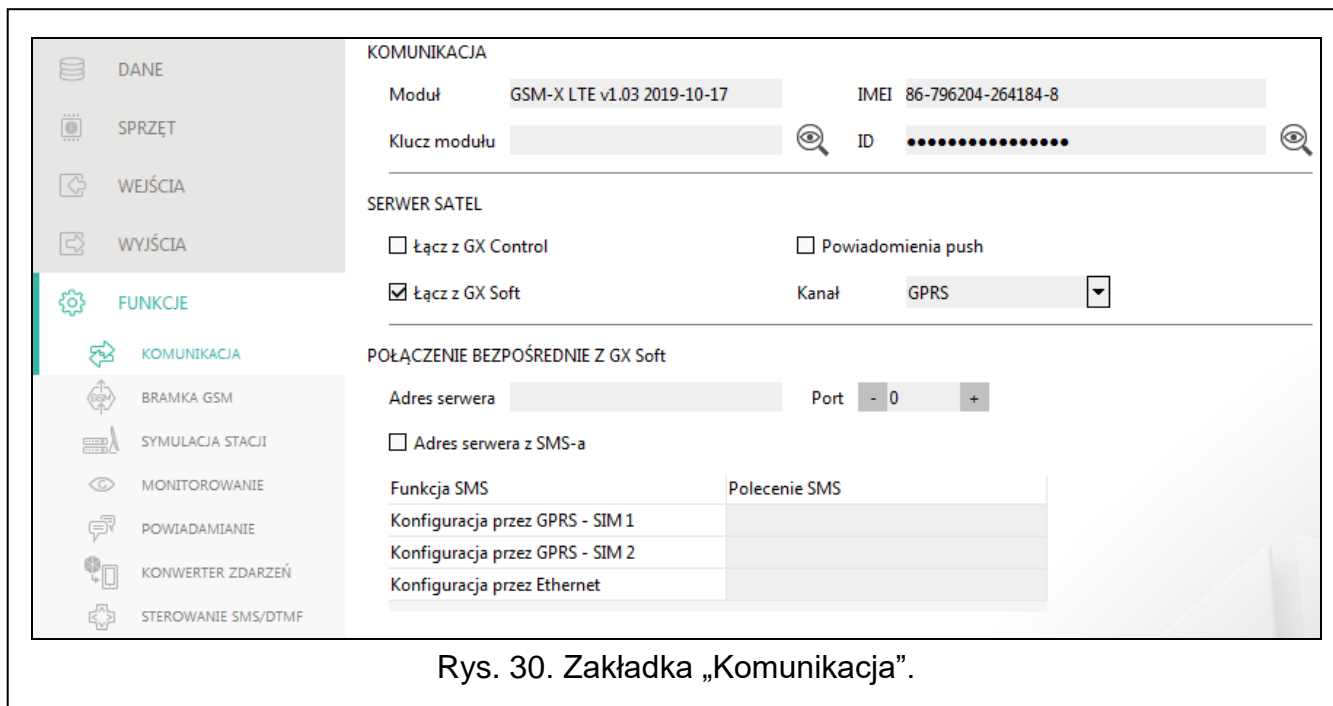 DANE
SPRZĘT
WEJŚCIA
WYJŚCIA
FUNKCJE
KOMUNIKACJA
BRAMKA GSM
SYMULACJA STACJI
MONITOROWANIE
POWIADAMIANIE
KONWERTER ZDARZEŃ
STEROWANIE SMS/DTMF
KOMUNIKACJA
Moduł GSM-X LTE v1.03 2019-10-17 IMEI 86-796204-264184-8
Klucz modułu ID ••••••••••••••••
SERWER SATEL
Łącz z GX Control Powiadomienia push
Łącz z GX Soft Kanał GPRS
POŁĄCZENIE BEZPOŚREDNIE Z GX Soft
Adres serwera Port - 0 +
Adres serwera z SMS-a
Funkcja SMS Polecenie SMS
Konfiguracja przez GPRS - SIM 1
Konfiguracja przez GPRS - SIM 2
Konfiguracja przez Ethernet
Rys. 30. Zakładka „Komunikacja”.